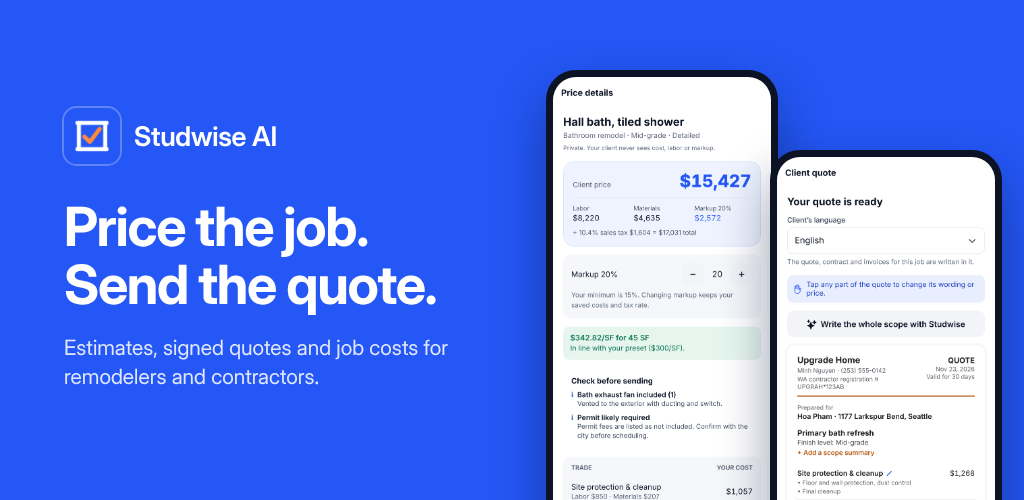 Studwise AI
Price the job.
Send the quote.
Estimates, signed quotes and job costs for
remodelers and contractors.
Price details
Hall bath, tiled shower
Bathroom remodel · Mid-grade · Detailed
Private. Your client never sees cost, labor or markup.
Client price
$15,427
Labor
Materials
Markup 20%
$8,220
$4,635
$2,572
+ 10.4% sales tax $1,604 = $17,031 total
Markup 20%
−
20
+
Your minimum is 15%. Changing markup keeps your
saved costs and tax rate.
$342.82/SF for 45 SF
In line with your preset ($300/SF).
Check before sending
i Bath exhaust fan included (1)
Vented to the exterior with ducting and switch.
i Permit likely required
Permit fees are listed as not included. Confirm with the
city before scheduling.
TRADE
YOUR COST
Site protection & cleanup
Labor $850 · Materials $207
$1,057
Client quote
Your quote is ready
Client's language
English
The quote, contract and invoices for this job are written in it.
Tap any part of the quote to change its wording or
price.
Write the whole scope with Studwise
Upgrade Home
QUOTE
Minh Nguyen · (253) 555-0142
Nov 23, 2026
WA contractor registration #
Valid for 30 days
UPGRAH*123AB
Prepared for
Hoa Pham · 1177 Larkspur Bend, Seattle
Primary bath refresh
Finish level: Mid-grade
+ Add a scope summary
Site protection & cleanup
$1,268
• Floor and wall protection, dust control
• Final cleanup